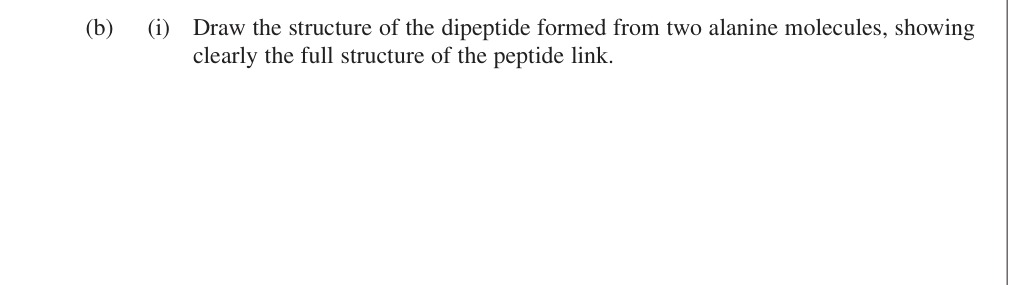 (b) (i) Draw the structure of the dipeptide formed from two alanine molecules, showing
clearly the full structure of the peptide link.